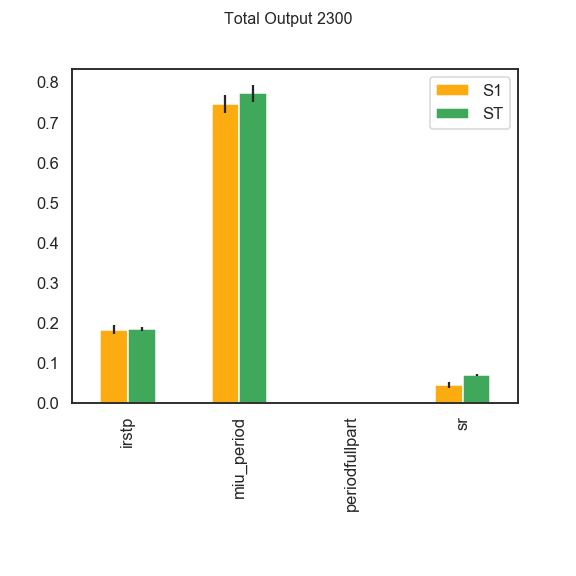 Total Output 2300
S1
ST
0.8
0.7
0.6
0.5
0.4
0.3
0.2
0.1
0.0
irstp
miu_period
periodfullpart
sr